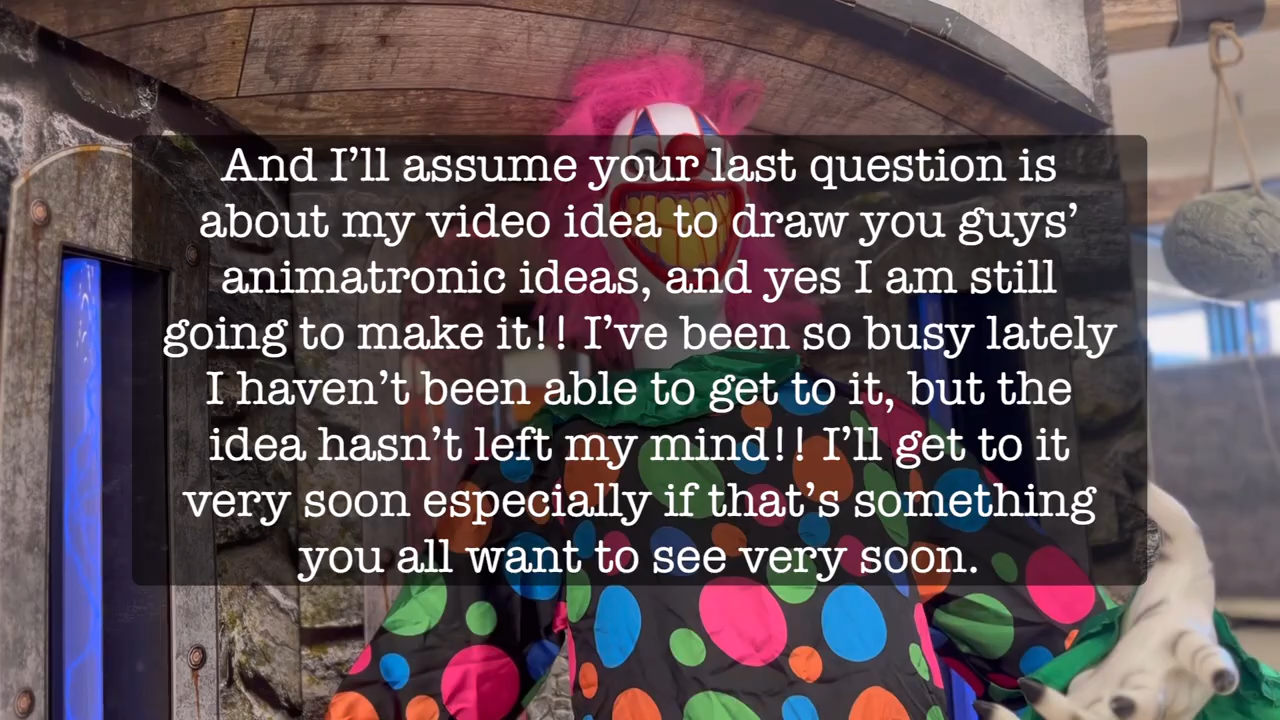 And I’ll assume your last question is
about my video idea to draw you guys’
animatronic ideas, and yes I am still
going to make it!! I’ve been so busy lately
I haven’t been able to get to it, but the
idea hasn’t left my mind!! I’ll get to it
very soon especially if that’s something
you all want to see very soon.